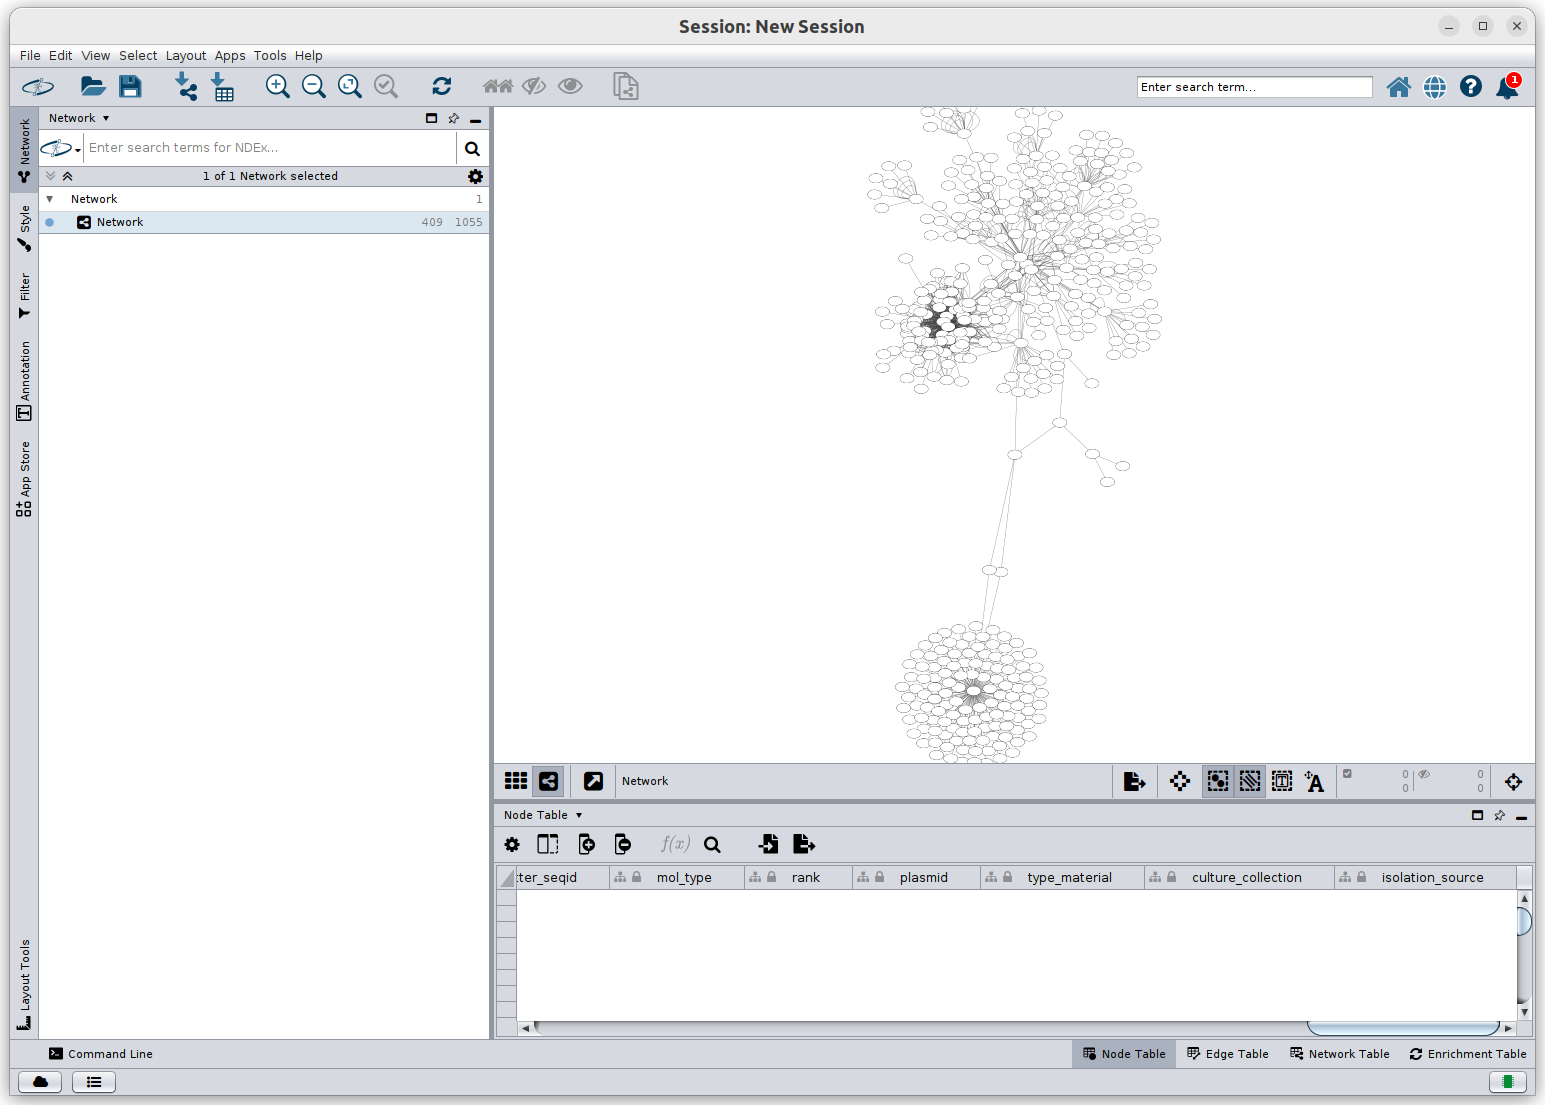 Session: New Session
File Edit View Select Layout Apps Tools Help
Enter search term...
1
Network
Enter search terms for NDEx...
1 of 1 Network selected
Network 1
Network 409 1055
Network
Style
Filter
Annotation
App Store
Layout Tools
Network
0 0
0 0
Node Table
f(x)
ter_seqid mol_type rank plasmid type_material culture_collection isolation_source
Command Line
Node Table Edge Table Network Table Enrichment Table